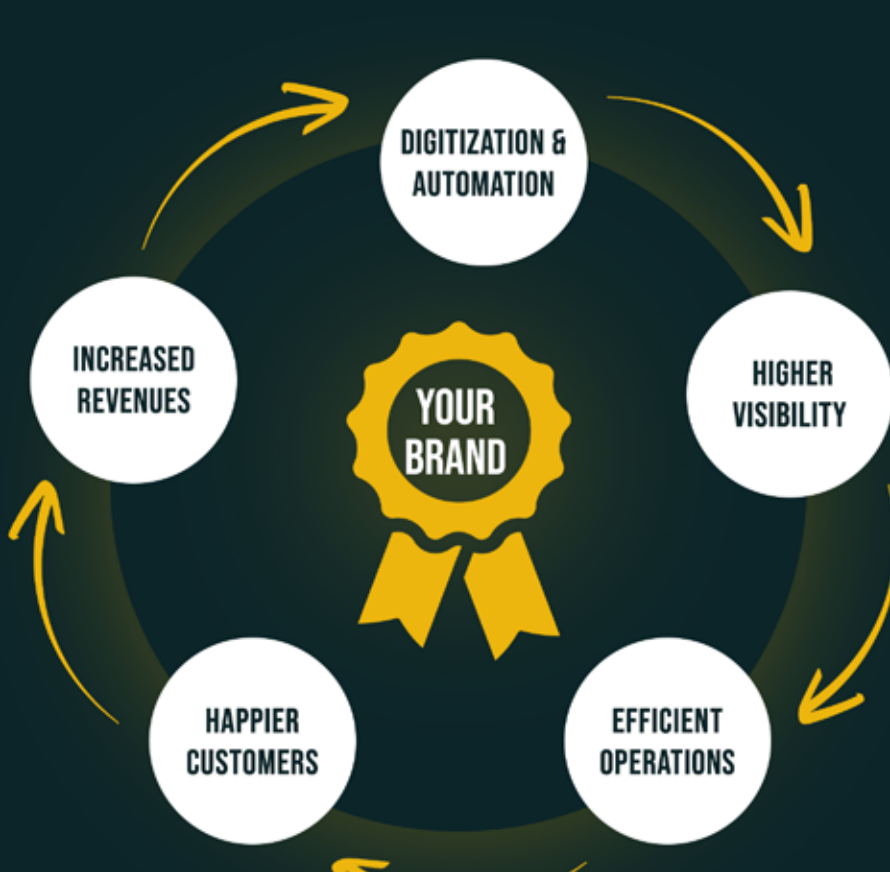 DIGITIZATION &
AUTOMATION
INCREASED
REVENUES
HIGHER
VISIBILITY
YOUR
BRAND
HAPPIER
CUSTOMERS
EFFICIENT
OPERATIONS